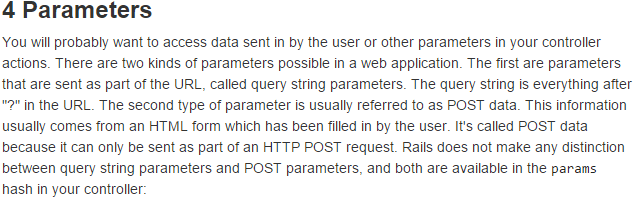 4 Parameters
You will probably want to access data sent in by the user or other parameters in your controller
actions. There are two kinds of parameters possible in a web application. The first are parameters
that are sent as part of the URL, called query string parameters. The query string is everything after
"?" in the URL. The second type of parameter is usually referred to as POST data. This information
usually comes from an HTML form which has been filled in by the user. It's called POST data
because it can only be sent as part of an HTTP POST request. Rails does not make any distinction
between query string parameters and POST parameters, and both are available in the params
hash in your controller: